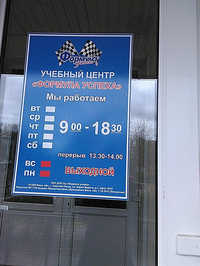 Формула
Успеха
УЧЕБНЫЙ ЦЕНТР
«ФОРМУЛА УСПЕХА»
Мы работаем
вт
ср
чт 9 00 - 18 30
пт
сб
перерыв 13.30-14.00
вс ВЫХОДНОЙ
пн